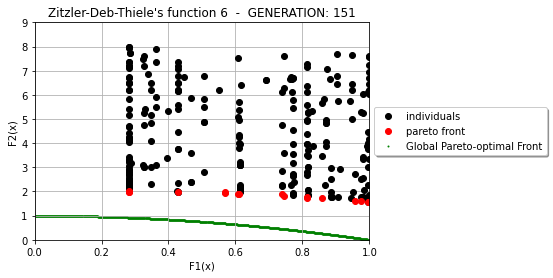 Zitzler-Deb-Thiele's function 6 - GENERATION: 151
9
8
7
6
5
4
3
2
1
0
F2(x)
0.0 0.2 0.4 0.6 0.8 1.0
F1(x)
individuals
pareto front
Global Pareto-optimal Front